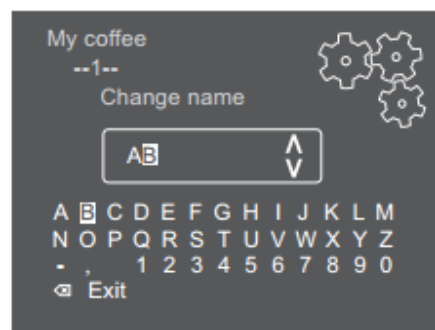 My coffee
--1--
Change name
AB
A B C D E F G H I J K L M
N O P Q R S T U V W X Y Z
- , 1 2 3 4 5 6 7 8 9 0
Exit